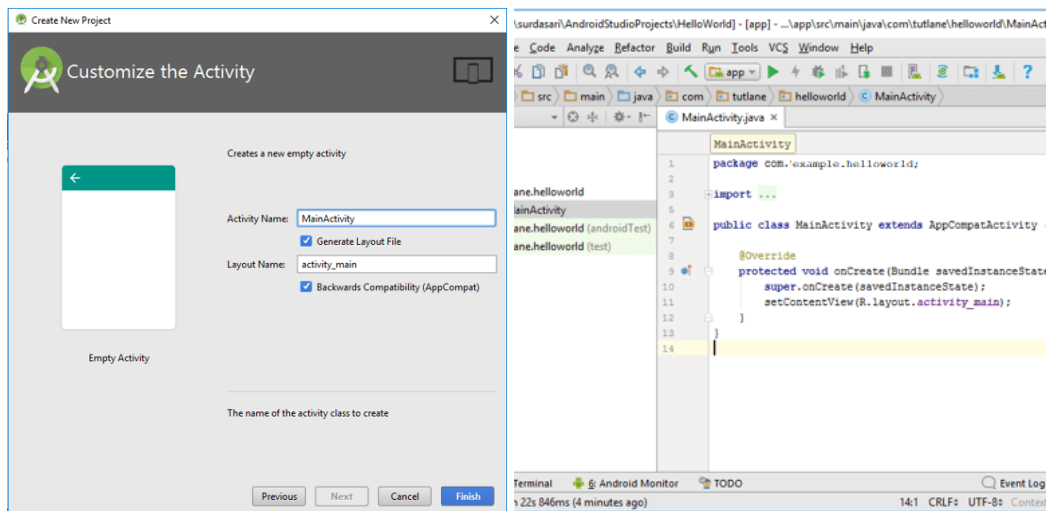 Create New Project
Customize the Activity
Creates a new empty activity
Activity Name: MainActivity
Generate Layout File
Layout Name: activity_main
Backwards Compatibility (AppCompat)
Empty Activity
The name of the activity class to create
Previous Next Cancel Finish
\surdasari\AndroidStudioProjects\HelloWorld] - [app] - ...\app\src\main\java\com\tutlane\helloworld\MainAct
e Code Analyze Refactor Build Run Tools VCS Window Help
app
src main java com tutlane helloworld MainActivity
MainActivity.java
MainActivity
ane.helloworld
ainActivity
ane.helloworld (androidTest)
ane.helloworld (test)
1 package com.'example.helloworld;
2
3 import ...
5
6 public class MainActivity extends AppCompatActivity
7
8 @Override
9 protected void onCreate(Bundle savedInstanceState
10 super.onCreate(savedInstanceState);
11 setContentView(R.layout.activity_main);
12 }
13 }
14
Terminal 6: Android Monitor TODO Event Log
n 22s 846ms (4 minutes ago) 14:1 CRLF÷ UTF-8÷ Context